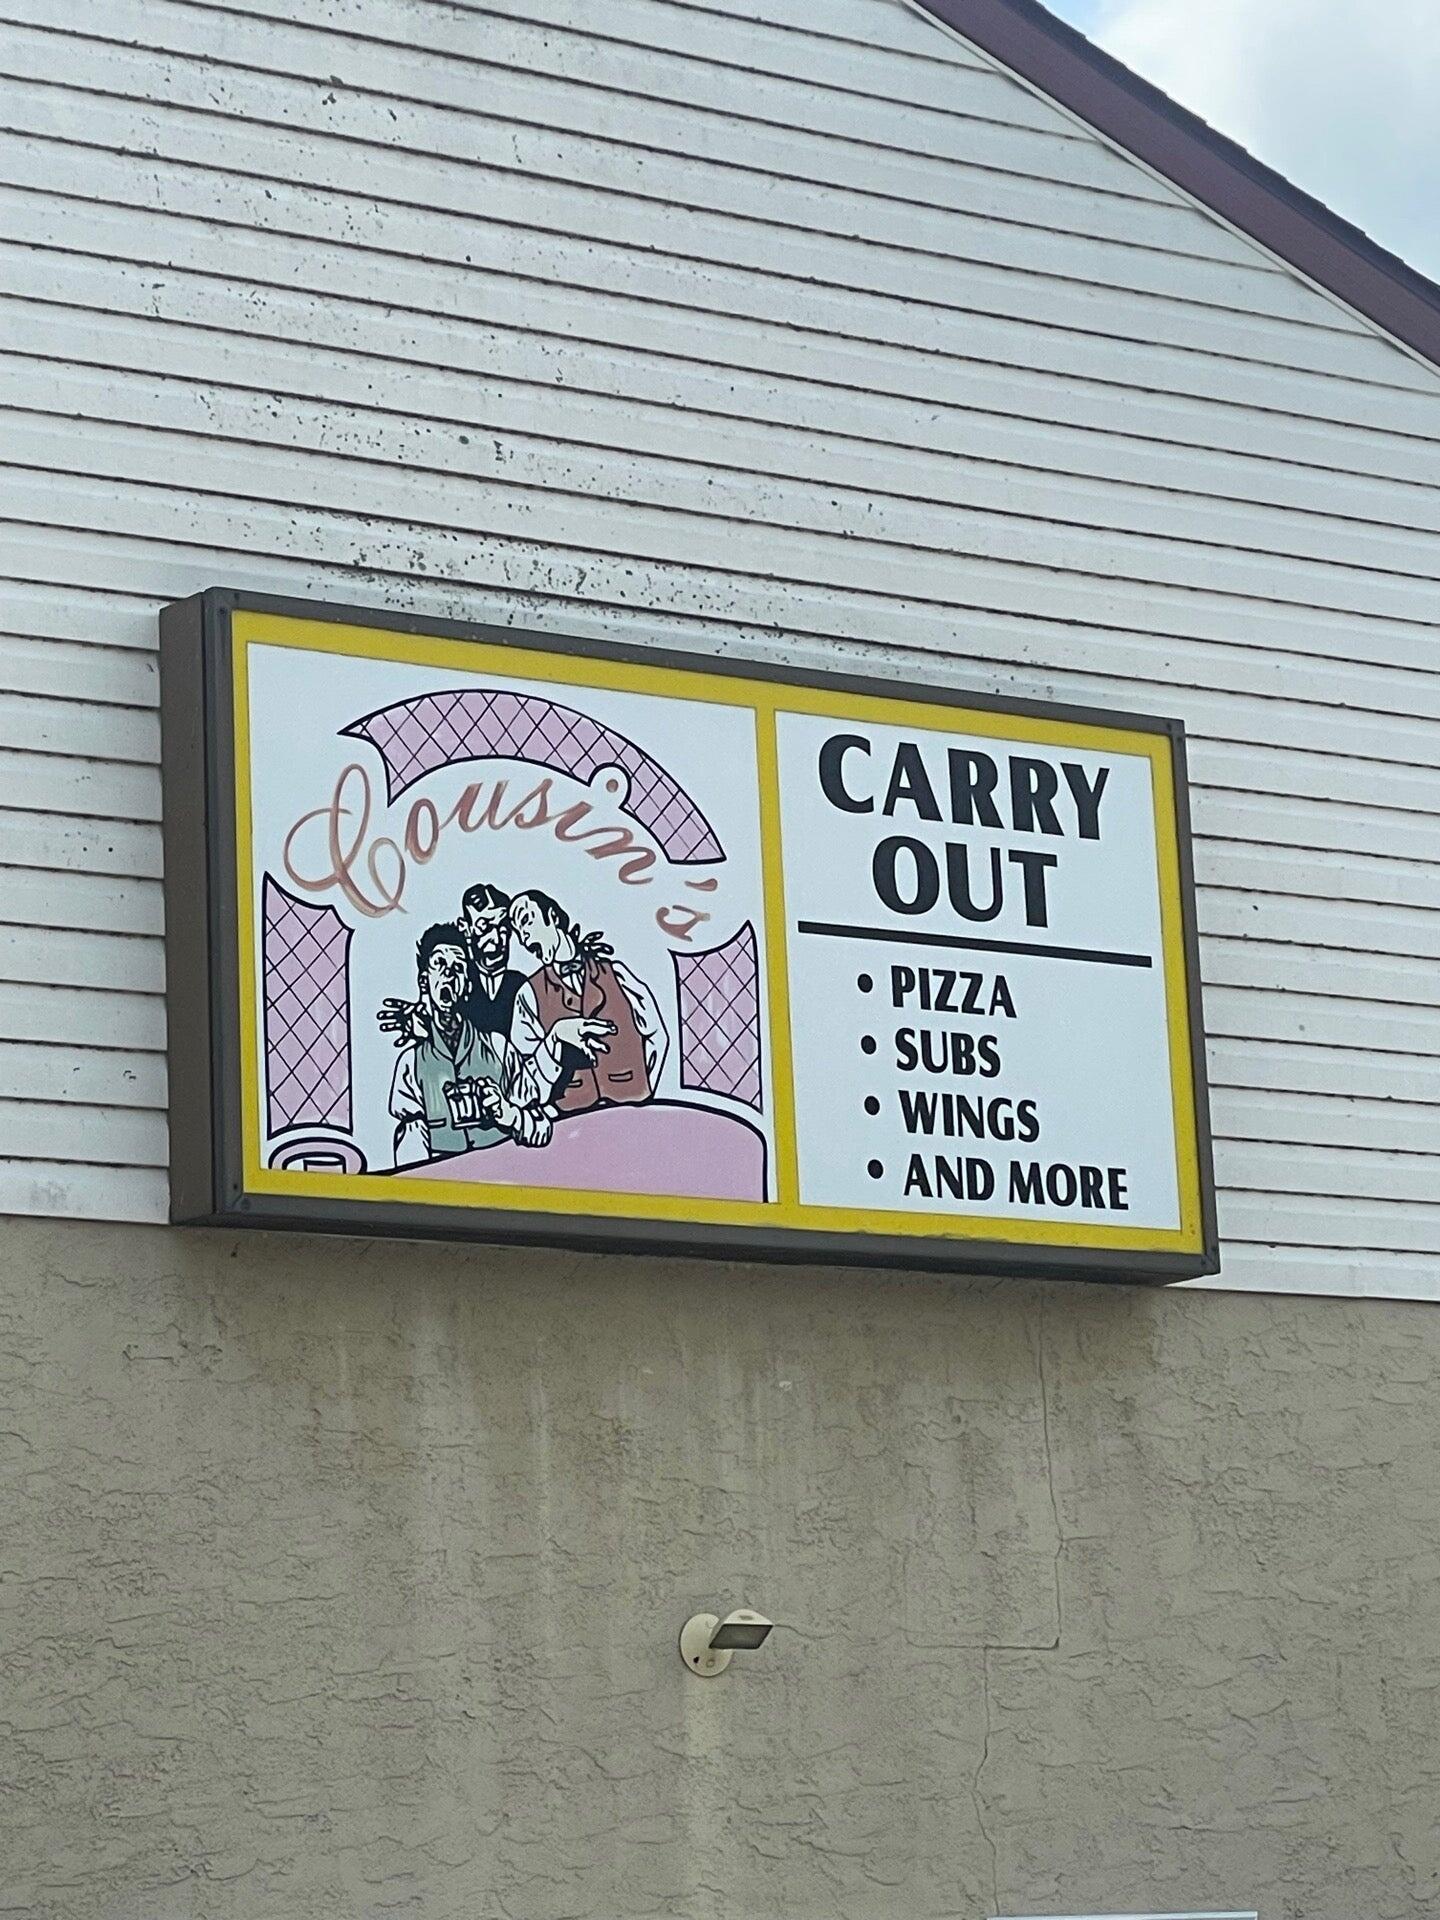 Cousin's
CARRY
OUT
• PIZZA
• SUBS
• WINGS
• AND MORE